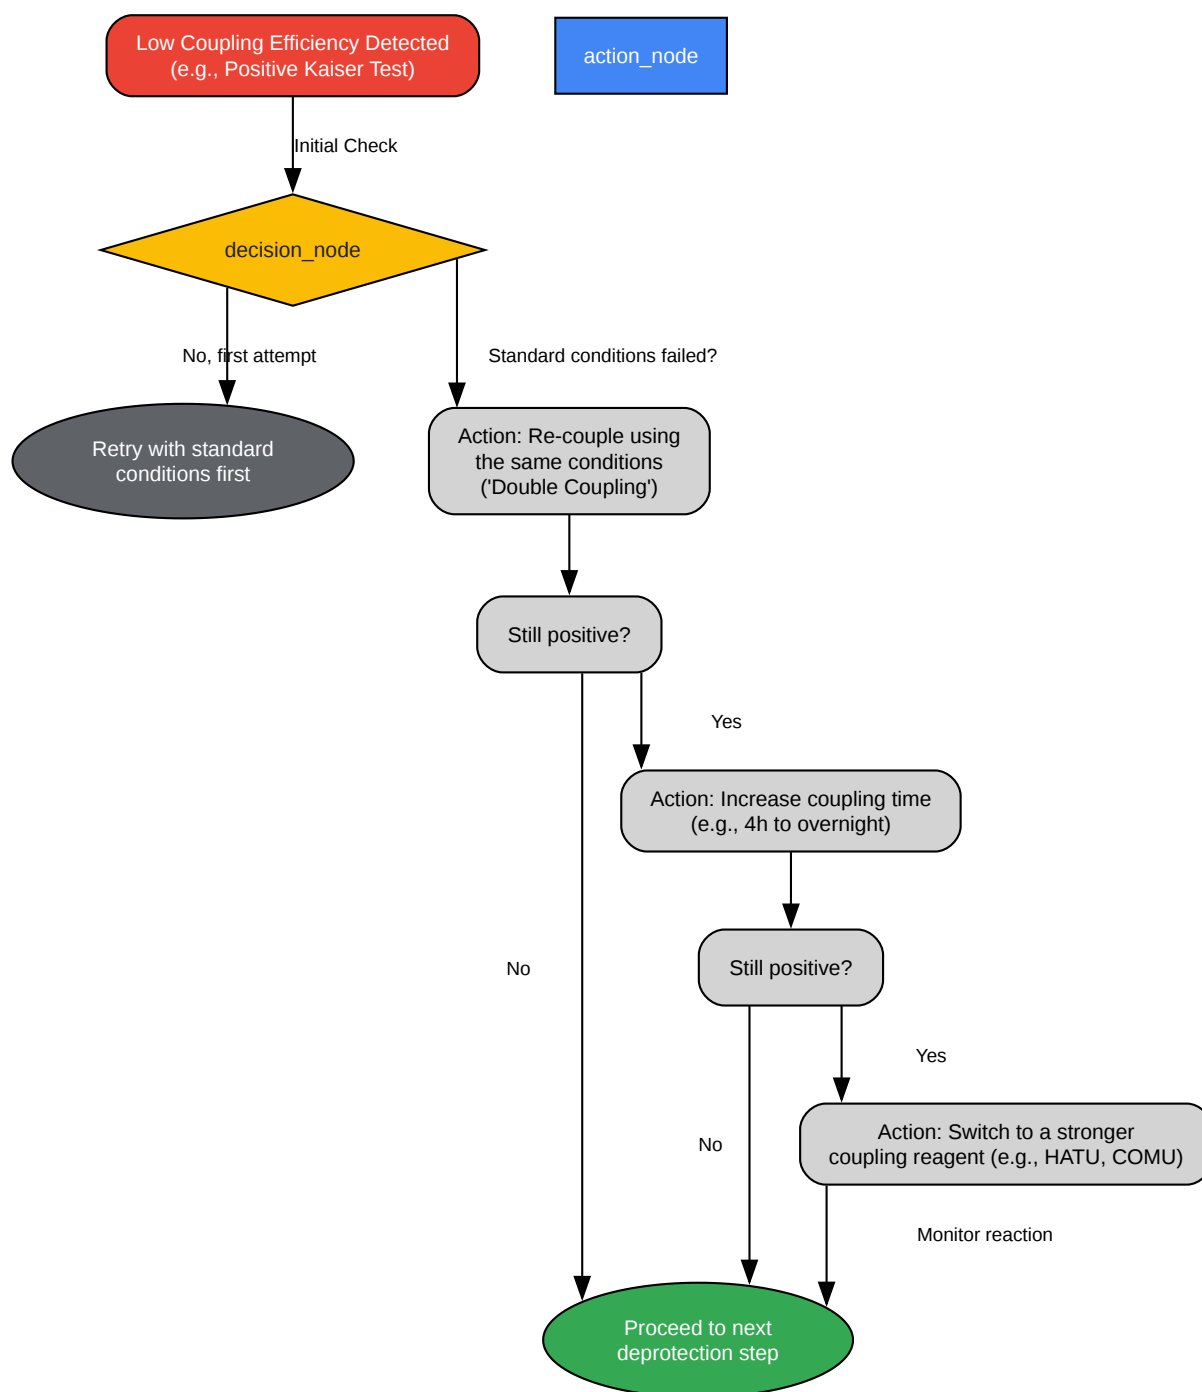 Low Coupling Efficiency Detected
(e.g., Positive Kaiser Test)
action_node
Initial Check
decision_node
No, first attempt
Standard conditions failed?
Retry with standard
conditions first
Action: Re-couple using
the same conditions
('Double Coupling')
Still positive?
Yes
Action: Increase coupling time
(e.g., 4h to overnight)
Still positive?
No
Yes
Action: Switch to a stronger
coupling reagent (e.g., HATU, COMU)
No
Monitor reaction
Proceed to next
deprotection step